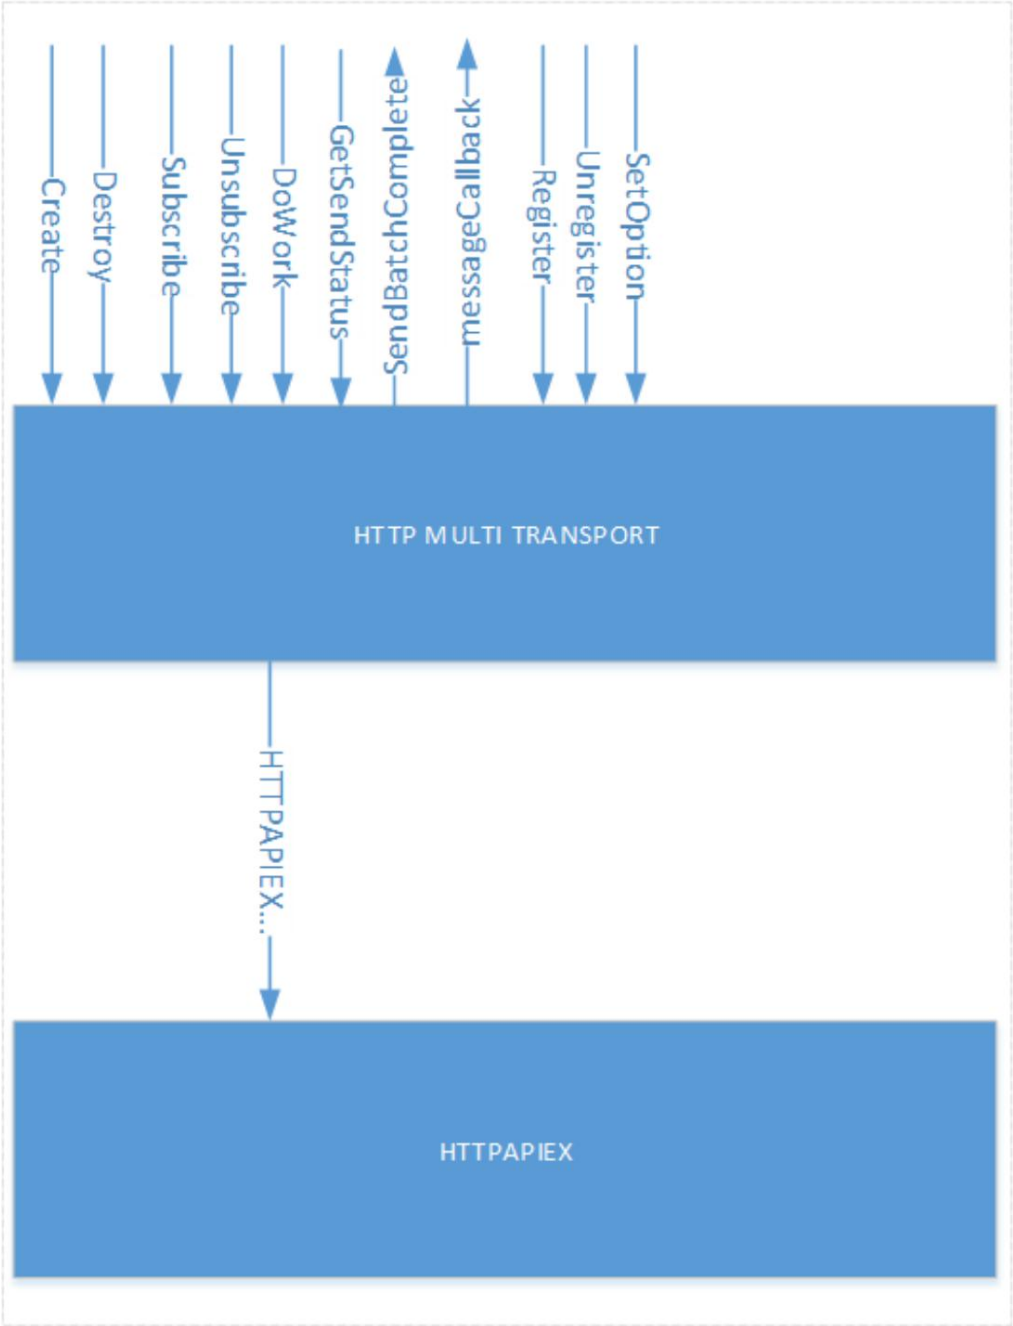 Create
Destroy
Subscribe
Unsubscribe
DoWork
GetSendStatus
SendBatchComplete
messageCallback
Register
Unregister
SetOption
HTTP MULTI TRANSPORT
HTTPAPIEX...
HTTPAPIEX